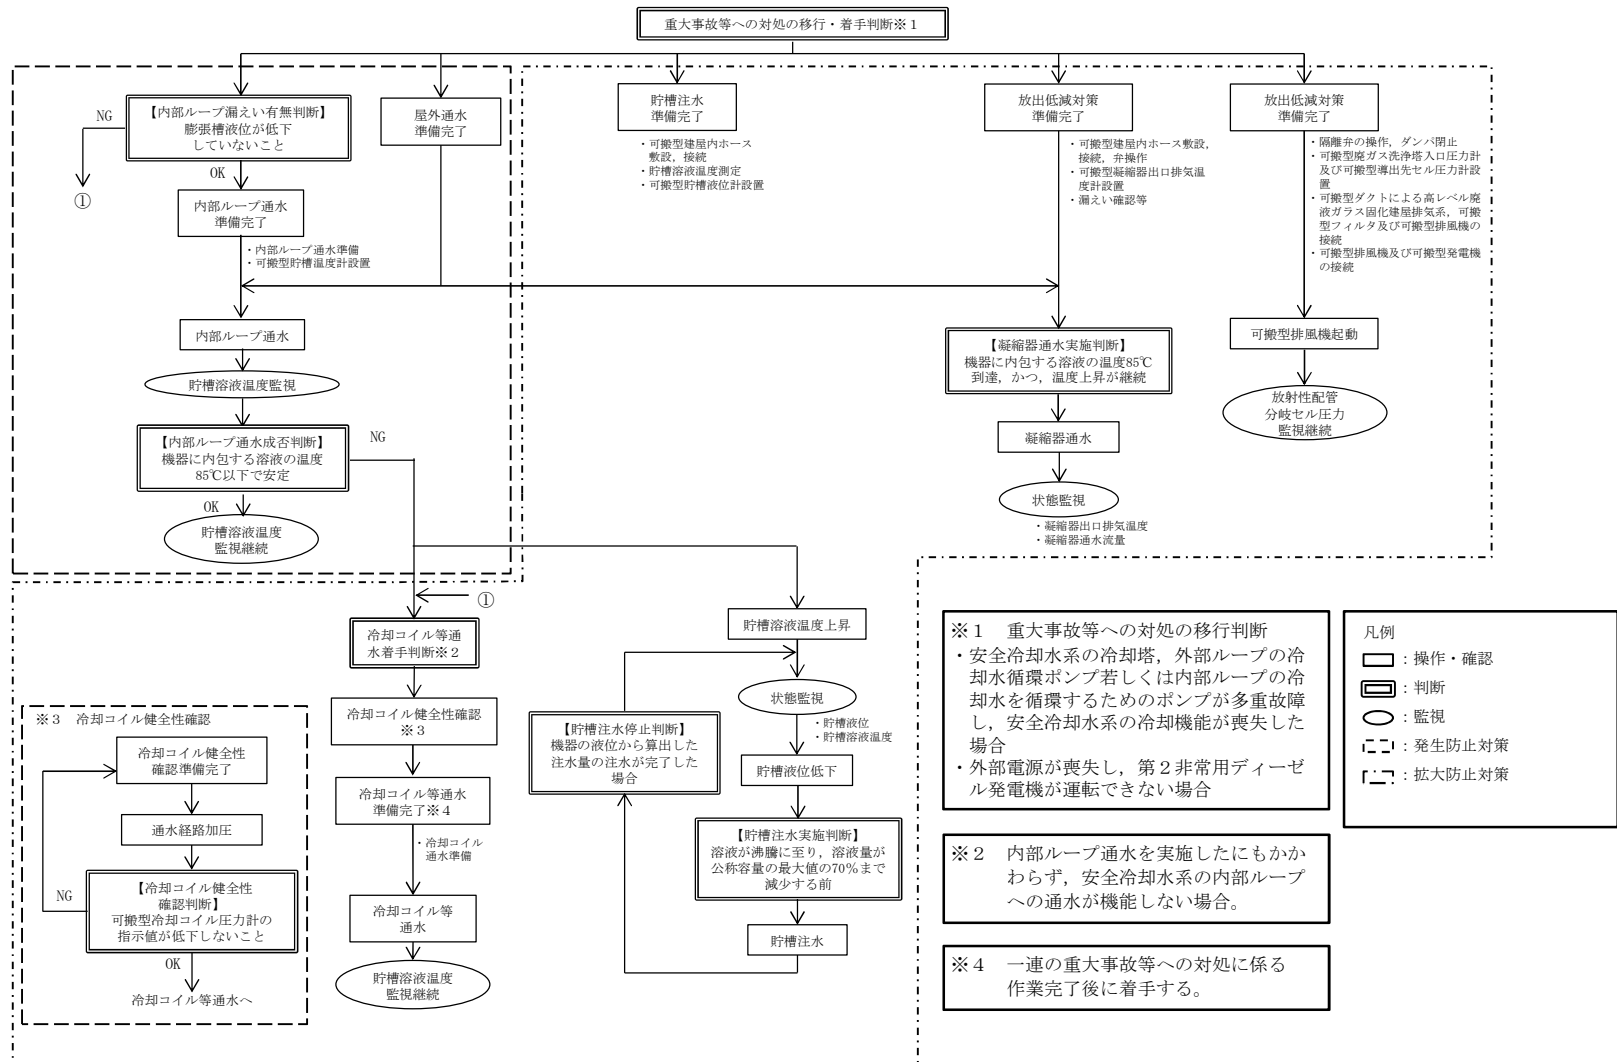 重大事故等への対処の移行・着手判断※１
NG
【内部ループ漏えい有無判断】
膨張槽液位が低下
していないこと
①
OK
内部ループ通水
準備完了
・内部ループ通水準備
・可搬型貯槽温度計設置
屋外通水
準備完了
内部ループ通水
貯槽溶液温度監視
【内部ループ通水成否判断】
機器に内包する溶液の温度
85℃以下で安定
NG
OK
貯槽溶液温度
監視継続
貯槽注水
準備完了
・可搬型建屋内ホース
敷設，接続
・貯槽溶液温度測定
・可搬型貯槽液位計設置
放出低減対策
準備完了
・可搬型建屋内ホース敷設，
接続，弁操作
・可搬型凝縮器出口排気温
度計設置
・漏えい確認等
【凝縮器通水実施判断】
機器に内包する溶液の温度85℃
到達，かつ，温度上昇が継続
凝縮器通水
状態監視
・凝縮器出口排気温度
・凝縮器通水流量
放出低減対策
準備完了
・隔離弁の操作，ダンパ閉止
・可搬型廃ガス洗浄塔入口圧力計
及び可搬型導出先セル圧力計設
置
・可搬型ダクトによる高レベル廃
液ガラス固化建屋排気系，可搬
型フィルタ及び可搬型排風機の
接続
・可搬型排風機及び可搬型発電機
の接続
可搬型排風機起動
放射性配管
分岐セル圧力
監視継続
①
冷却コイル等通
水着手判断※２
冷却コイル健全性確認
※３
冷却コイル等通水
準備完了※４
・冷却コイル
通水準備
冷却コイル等
通水
貯槽溶液温度
監視継続
※３　冷却コイル健全性確認
冷却コイル健全性
確認準備完了
通水経路加圧
NG
【冷却コイル健全性
確認判断】
可搬型冷却コイル圧力計の
指示値が低下しないこと
OK
冷却コイル等通水へ
貯槽溶液温度上昇
状態監視
・貯槽液位
・貯槽溶液温度
貯槽液位低下
【貯槽注水実施判断】
溶液が沸騰に至り，溶液量が
公称容量の最大値の70％まで
減少する前
貯槽注水
【貯槽注水停止判断】
機器の液位から算出した
注水量の注水が完了した
場合
※１　重大事故等への対処の移行判断
・安全冷却水系の冷却塔，外部ループの冷
却水循環ポンプ若しくは内部ループの冷
却水を循環するためのポンプが多重故障
し，安全冷却水系の冷却機能が喪失した
場合
・外部電源が喪失し，第２非常用ディーゼ
ル発電機が運転できない場合
※２　内部ループ通水を実施したにもかか
わらず，安全冷却水系の内部ループ
への通水が機能しない場合。
※４　一連の重大事故等への対処に係る
作業完了後に着手する。
凡例
：操作・確認
：判断
：監視
：発生防止対策
：拡大防止対策